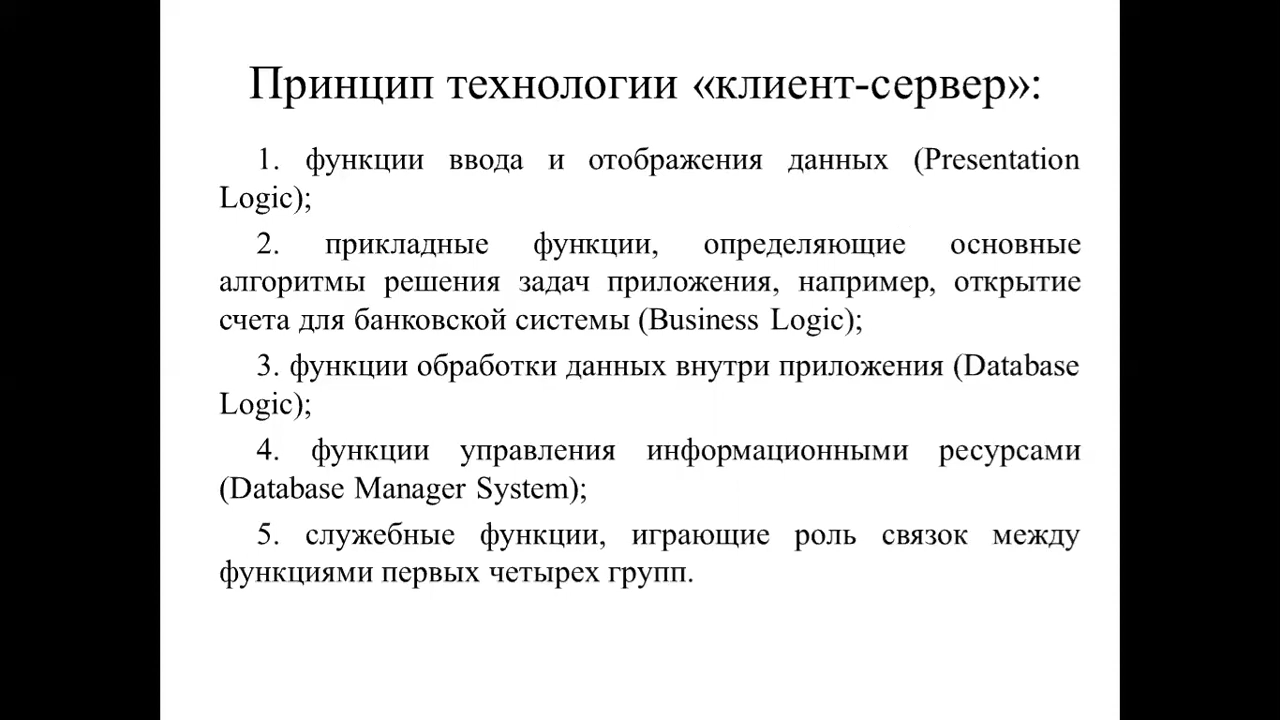 Принцип технологии «клиент-сервер»:
1. функции ввода и отображения данных (Presentation
Logic);
2. прикладные функции, определяющие основные
алгоритмы решения задач приложения, например, открытие
счета для банковской системы (Business Logic);
3. функции обработки данных внутри приложения (Database
Logic);
4. функции управления информационными ресурсами
(Database Manager System);
5. служебные функции, играющие роль связок между
функциями первых четырех групп.